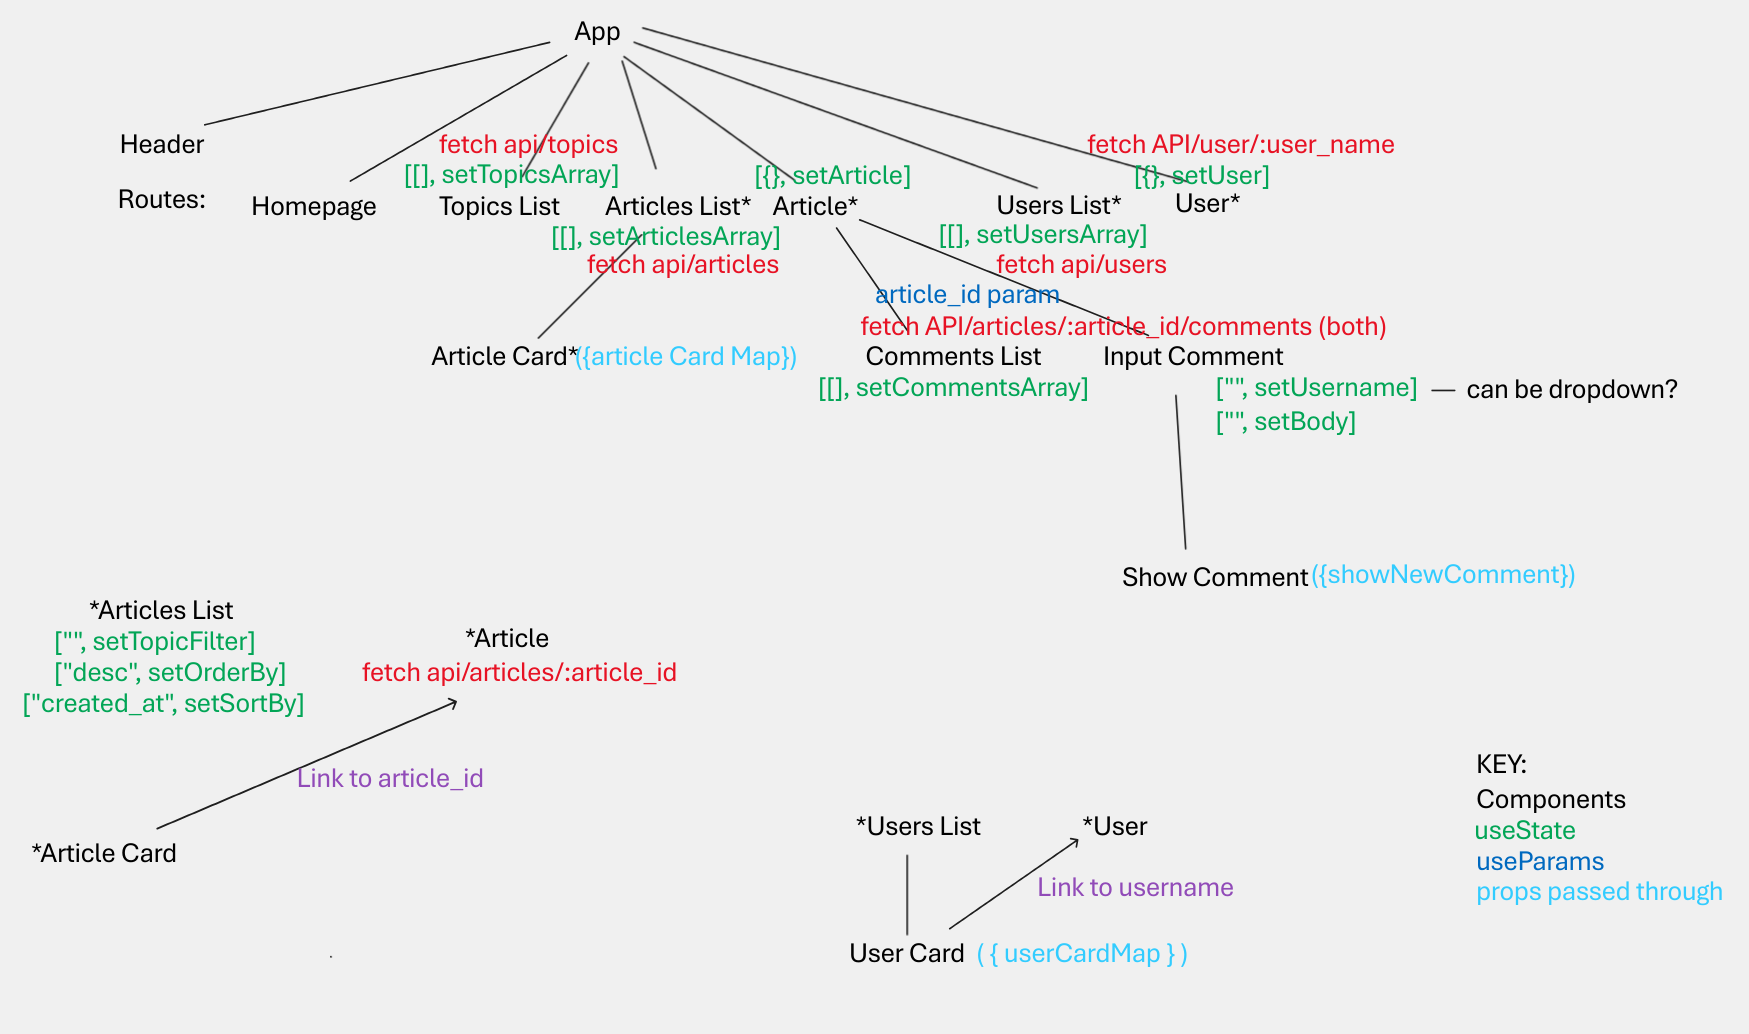 App
Header
fetch api/topics
fetch API/user/:user_name
[[], setTopicsArray]
[{}, setArticle]
[{}, setUser]
Routes:
Homepage
Topics List
Articles List*
Article*
Users List*
User*
[[], setArticlesArray]
[[], setUsersArray]
fetch api/articles
fetch api/users
article_id param
fetch API/articles/:article_id/comments (both)
Article Card*
({article Card Map})
Comments List
Input Comment
[[], setCommentsArray]
["", setUsername]
— can be dropdown?
["", setBody]
Show Comment
({showNewComment})
*Articles List
["", setTopicFilter]
["desc", setOrderBy]
["created_at", setSortBy]
*Article
fetch api/articles/:article_id
Link to article_id
*Article Card
*Users List
*User
Link to username
User Card
( { userCardMap } )
KEY:
Components
useState
useParams
props passed through